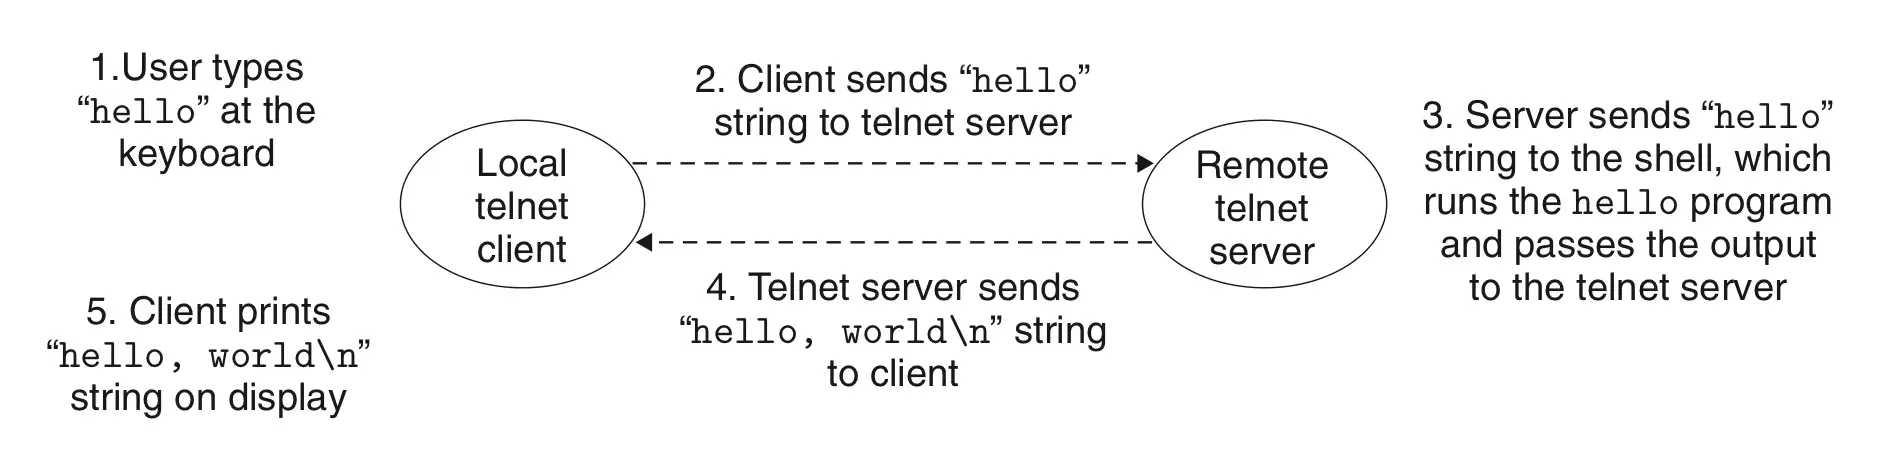 1.User types
“hello” at the
keyboard
2. Client sends “hello”
string to telnet server
Local
telnet
client
Remote
telnet
server
3. Server sends “hello”
string to the shell, which
runs the hello program
and passes the output
to the telnet server
4. Telnet server sends
“hello, world\n” string
to client
5. Client prints
“hello, world\n”
string on display